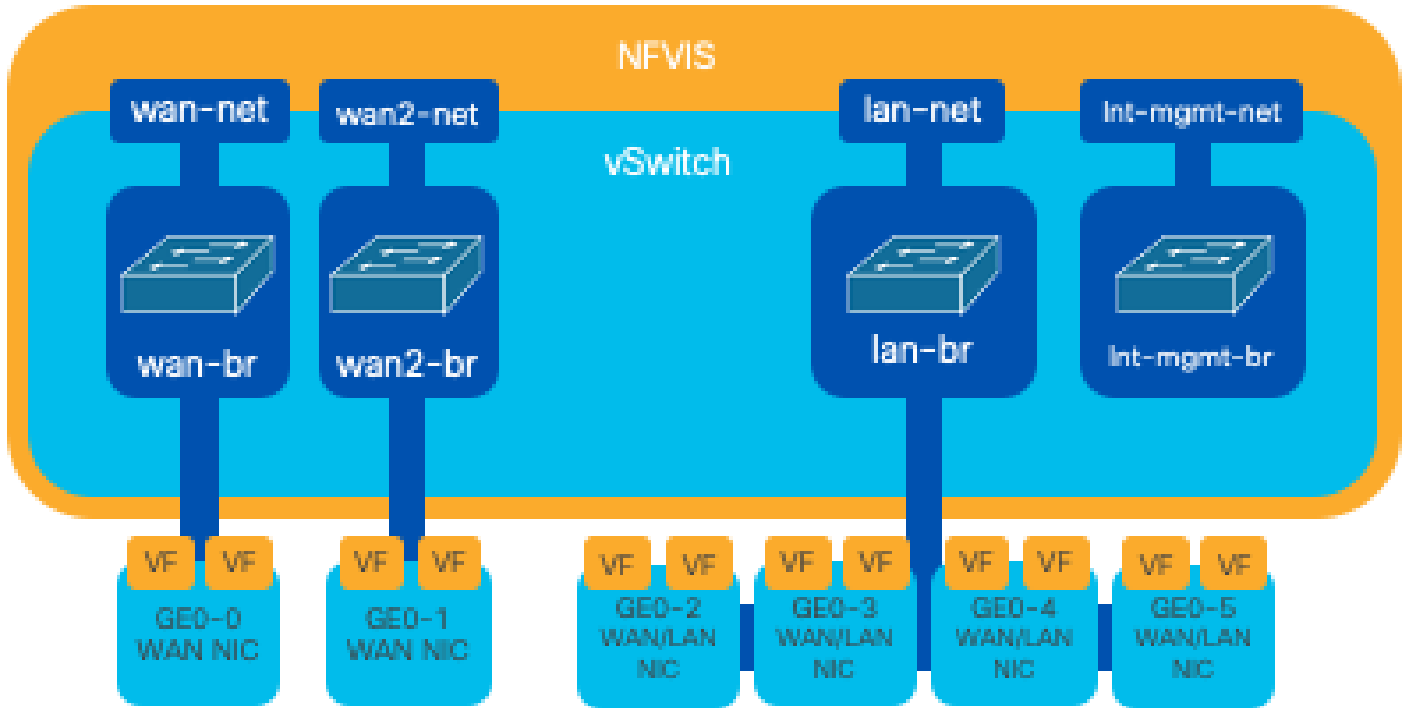 NFVIS
wan-net
wan2-net
lan-net
Int-mgmt-net
vSwitch
wan-br
wan2-br
lan-br
Int-mgmt-br
VF VF
VF VF
VF VF
VF VF
VF VF
VF VF
GE0-0
WAN NIC
GE0-1
WAN NIC
GE0-2
WAN/LAN
NIC
GE0-3
WAN/LAN
NIC
GE0-4
WAN/LAN
NIC
GE0-5
WAN/LAN
NIC